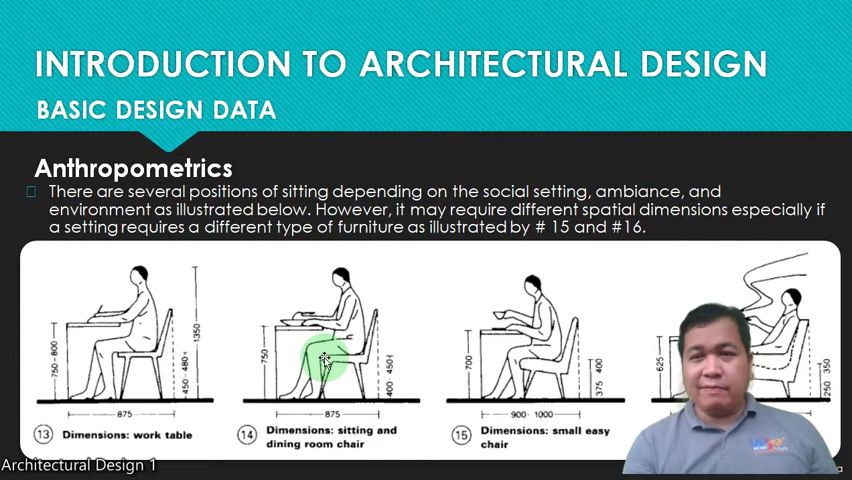 INTRODUCTION TO ARCHITECTURAL DESIGN
BASIC DESIGN DATA
Anthropometrics
There are several positions of sitting depending on the social setting, ambiance, and
environment as illustrated below. However, it may require different spatial dimensions especially if
a setting requires a different type of furniture as illustrated by # 15 and #16.
750 - 800
875
450 - 480
1350
13 Dimensions: work table
750
875
400 - 450
14 Dimensions: sitting and
dining room chair
700
900 - 1000
375 400
15 Dimensions: small easy
chair
625
250 350
Architectural Design 1